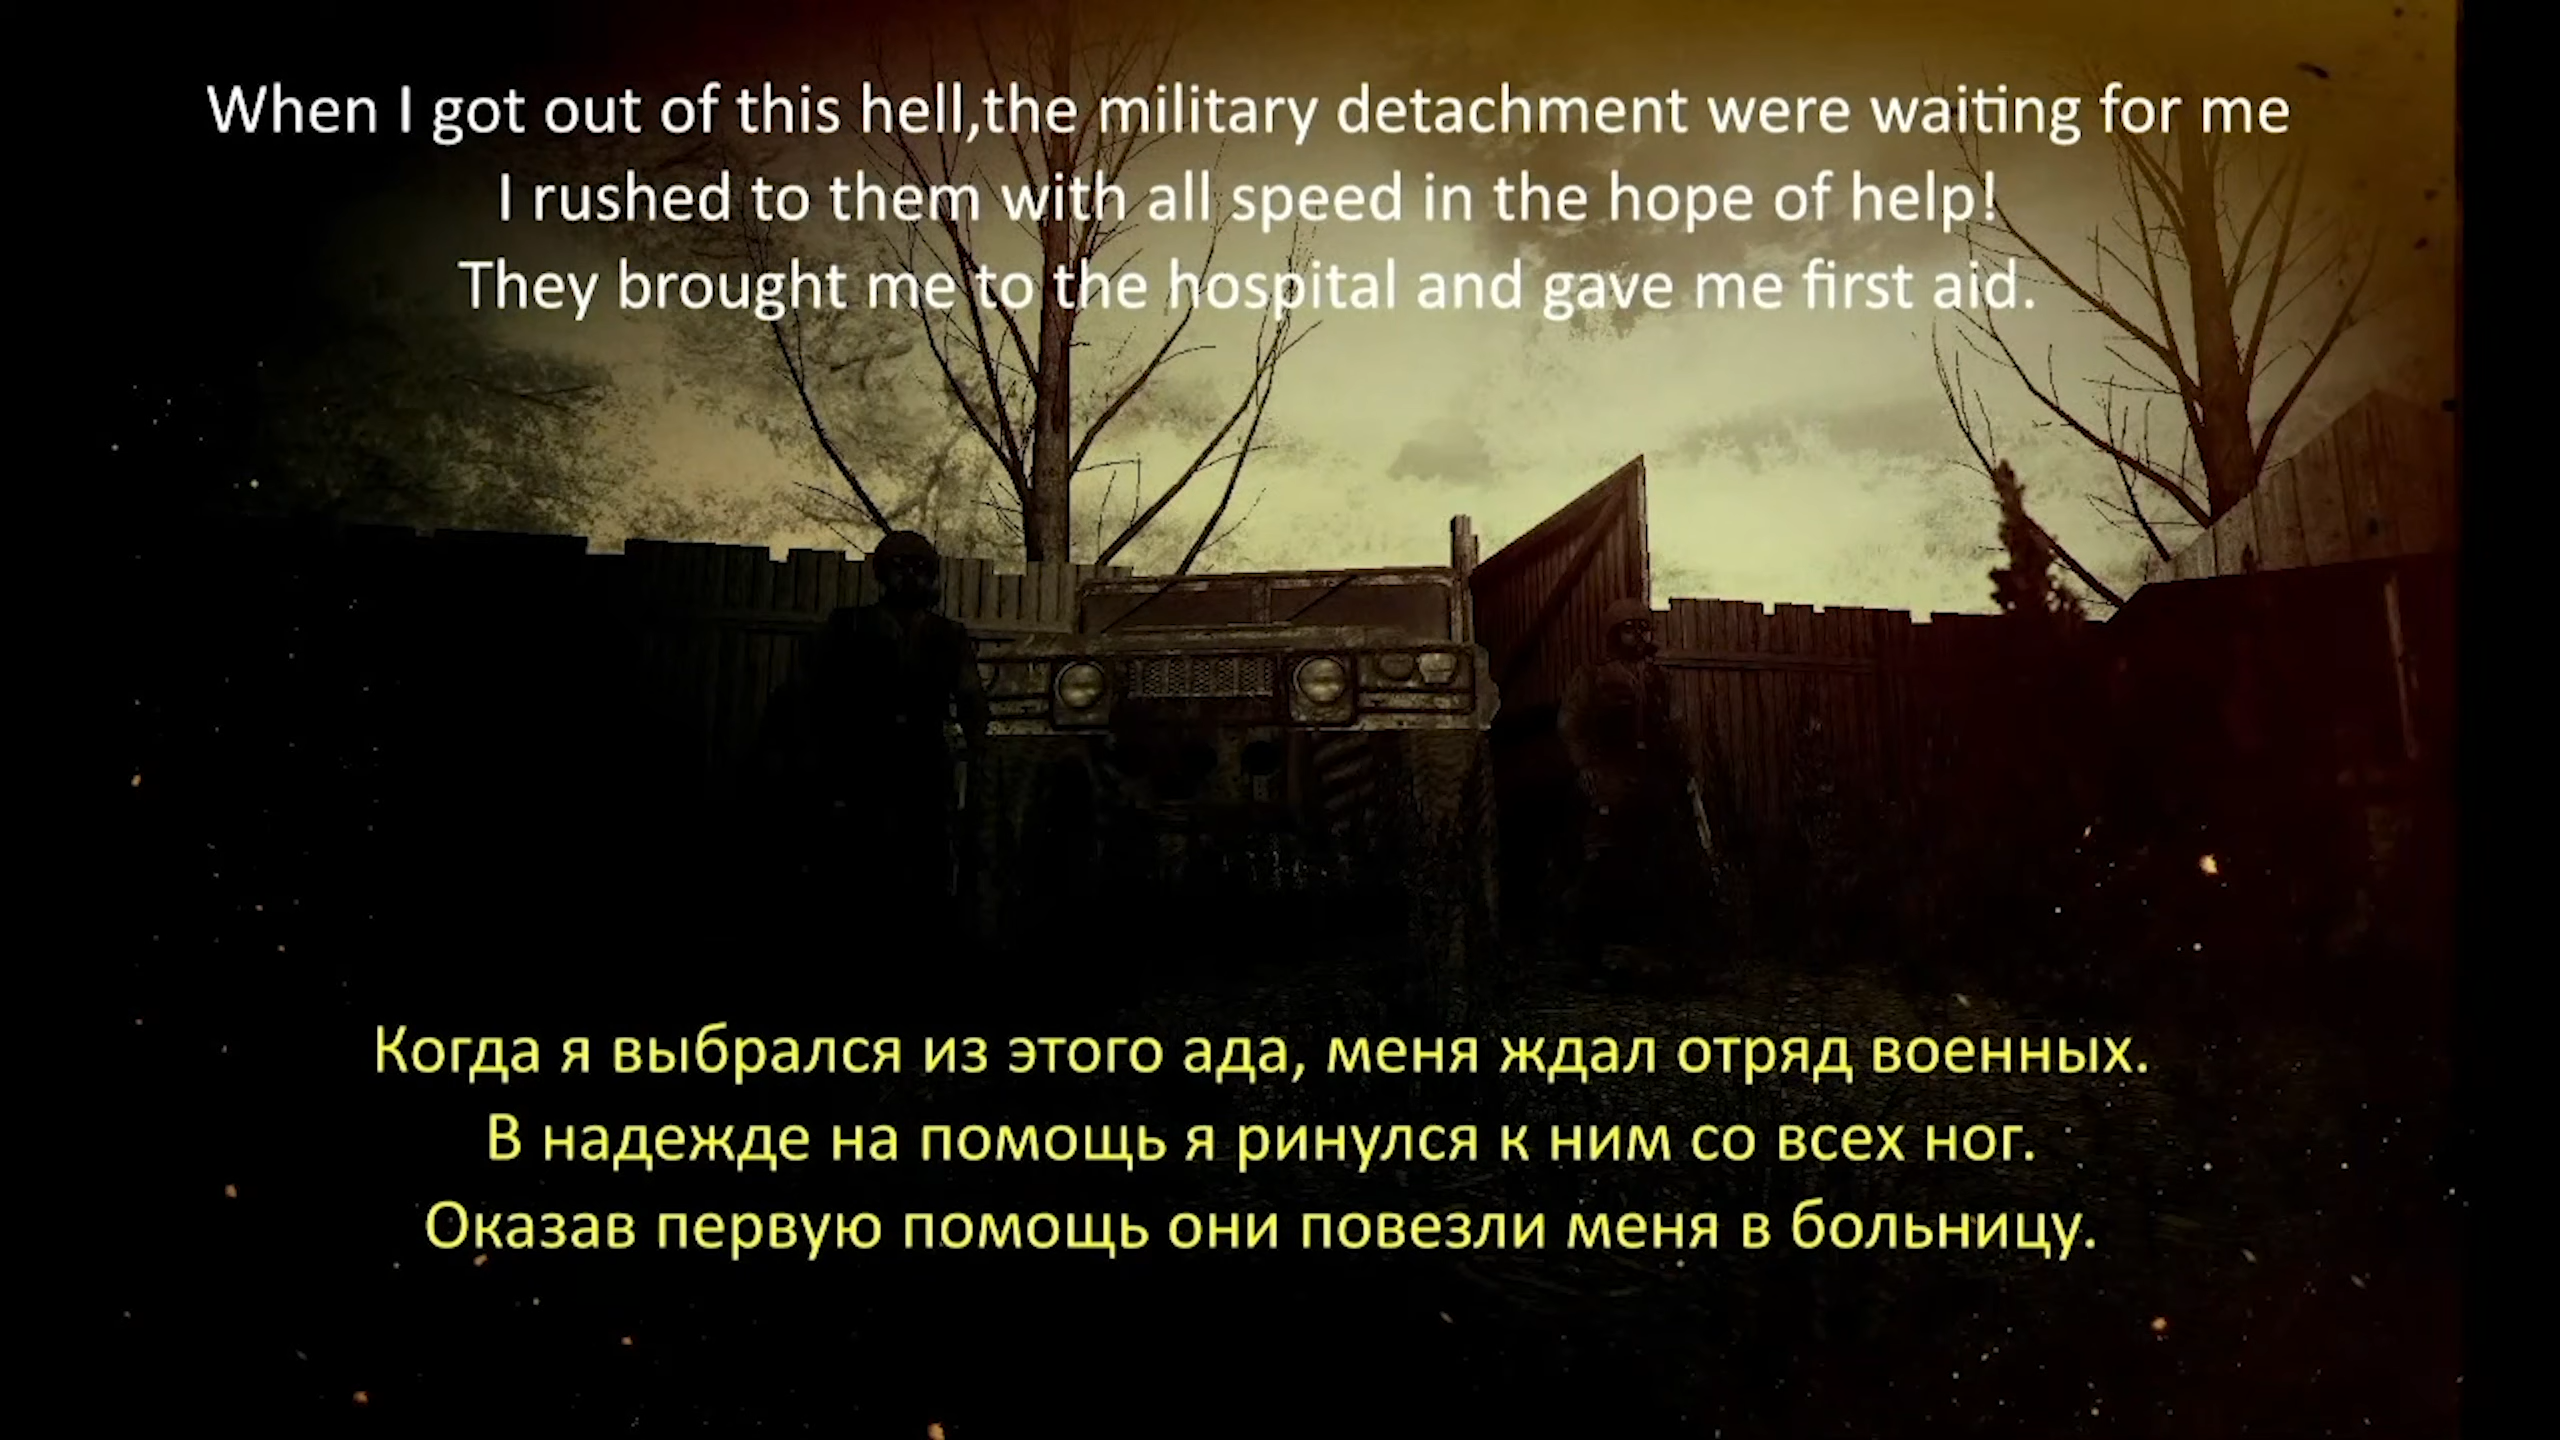 When I got out of this hell,the military detachment were waiting for me
I rushed to them with all speed in the hope of help!
They brought me to the hospital and gave me first aid.
Когда я выбрался из этого ада, меня ждал отряд военных.
В надежде на помощь я ринулся к ним со всех ног.
Оказав первую помощь они повезли меня в больницу.